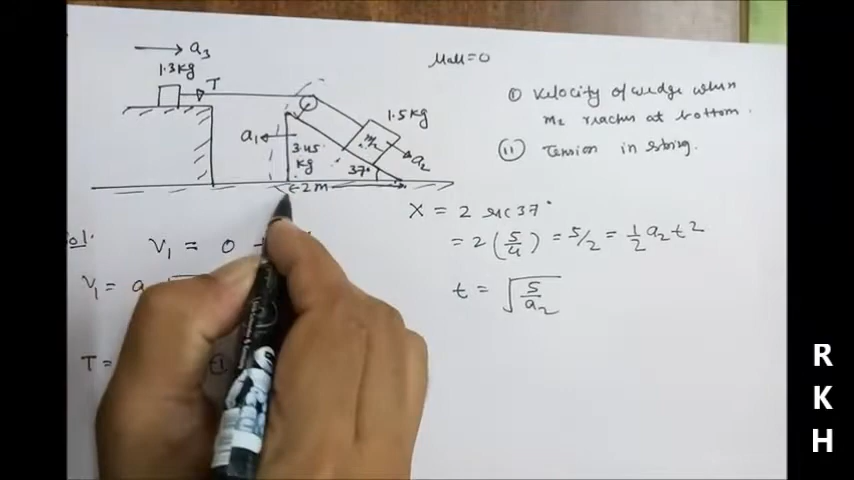 a3
1.3kg
T
μall = 0
① velocity of wedge when
m2 reaches at bottom.
ⓘⓘ Tension in string.
1.5kg
m2
a2
a1
3.45
kg
37°
2m
Sol.
V1 = 0 +
V1 = a
T =
①
X = 2 sec 37°
= 2 (5/4) = 5/2 = 1/2 a2 t2
t = √5/a2
R
K
H